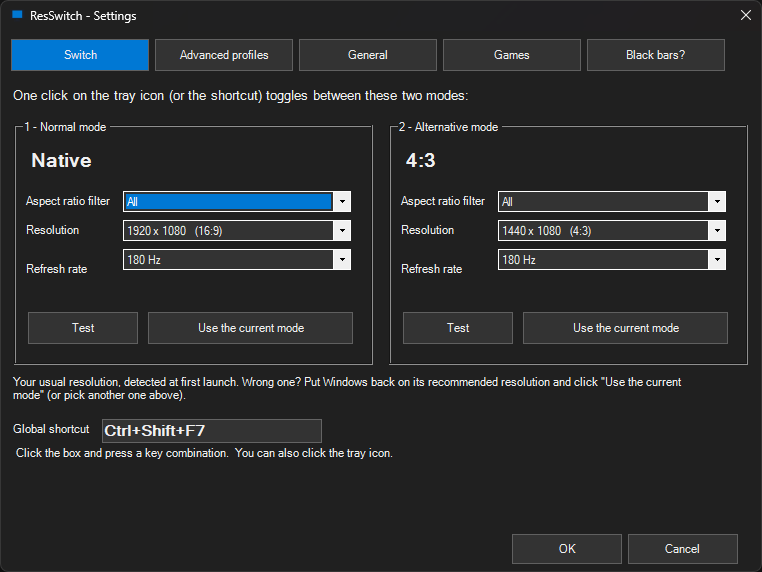 ResSwitch - Settings
Switch
Advanced profiles
General
Games
Black bars?
One click on the tray icon (or the shortcut) toggles between these two modes:
1 - Normal mode
Native
Aspect ratio filter
All
Resolution
1920 x 1080 (16:9)
Refresh rate
180 Hz
Test
Use the current mode
2 - Alternative mode
4:3
Aspect ratio filter
All
Resolution
1440 x 1080 (4:3)
Refresh rate
180 Hz
Test
Use the current mode
Your usual resolution, detected at first launch. Wrong one? Put Windows back on its recommended resolution and click "Use the current
mode" (or pick another one above).
Global shortcut
Ctrl+Shift+F7
Click the box and press a key combination. You can also click the tray icon.
OK
Cancel